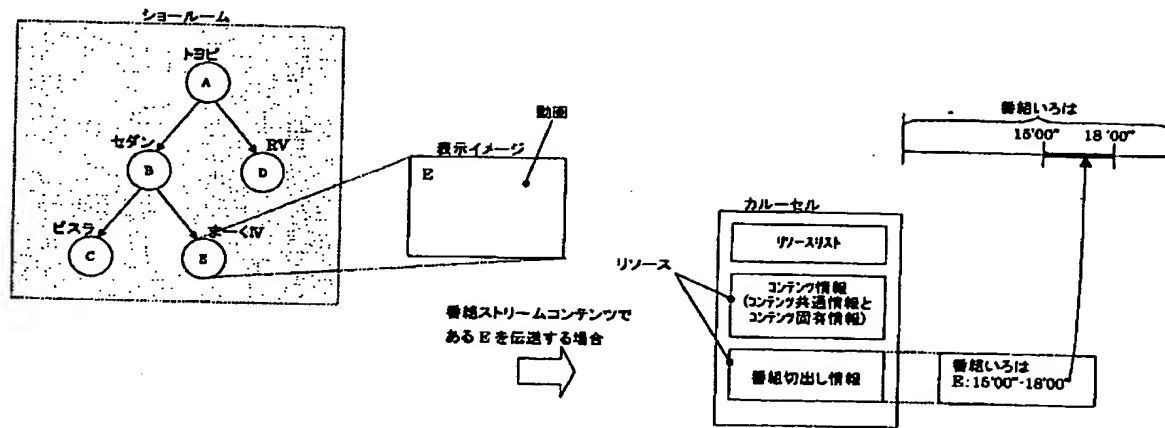 ショールーム
トヨピ
A
セダン
RV
B
D
ピスラ
まーくⅣ
C
E
動画
表示イメージ
E
番組ストリームコンテンツで
ある E を伝送する場合
カルーセル
リソースリスト
リソース
コンテンツ情報
(コンテンツ共通情報と
コンテンツ固有情報)
番組切出し情報
番組いろは
E:15'00"-18'00"
番組いろは
15'00" 18'00"